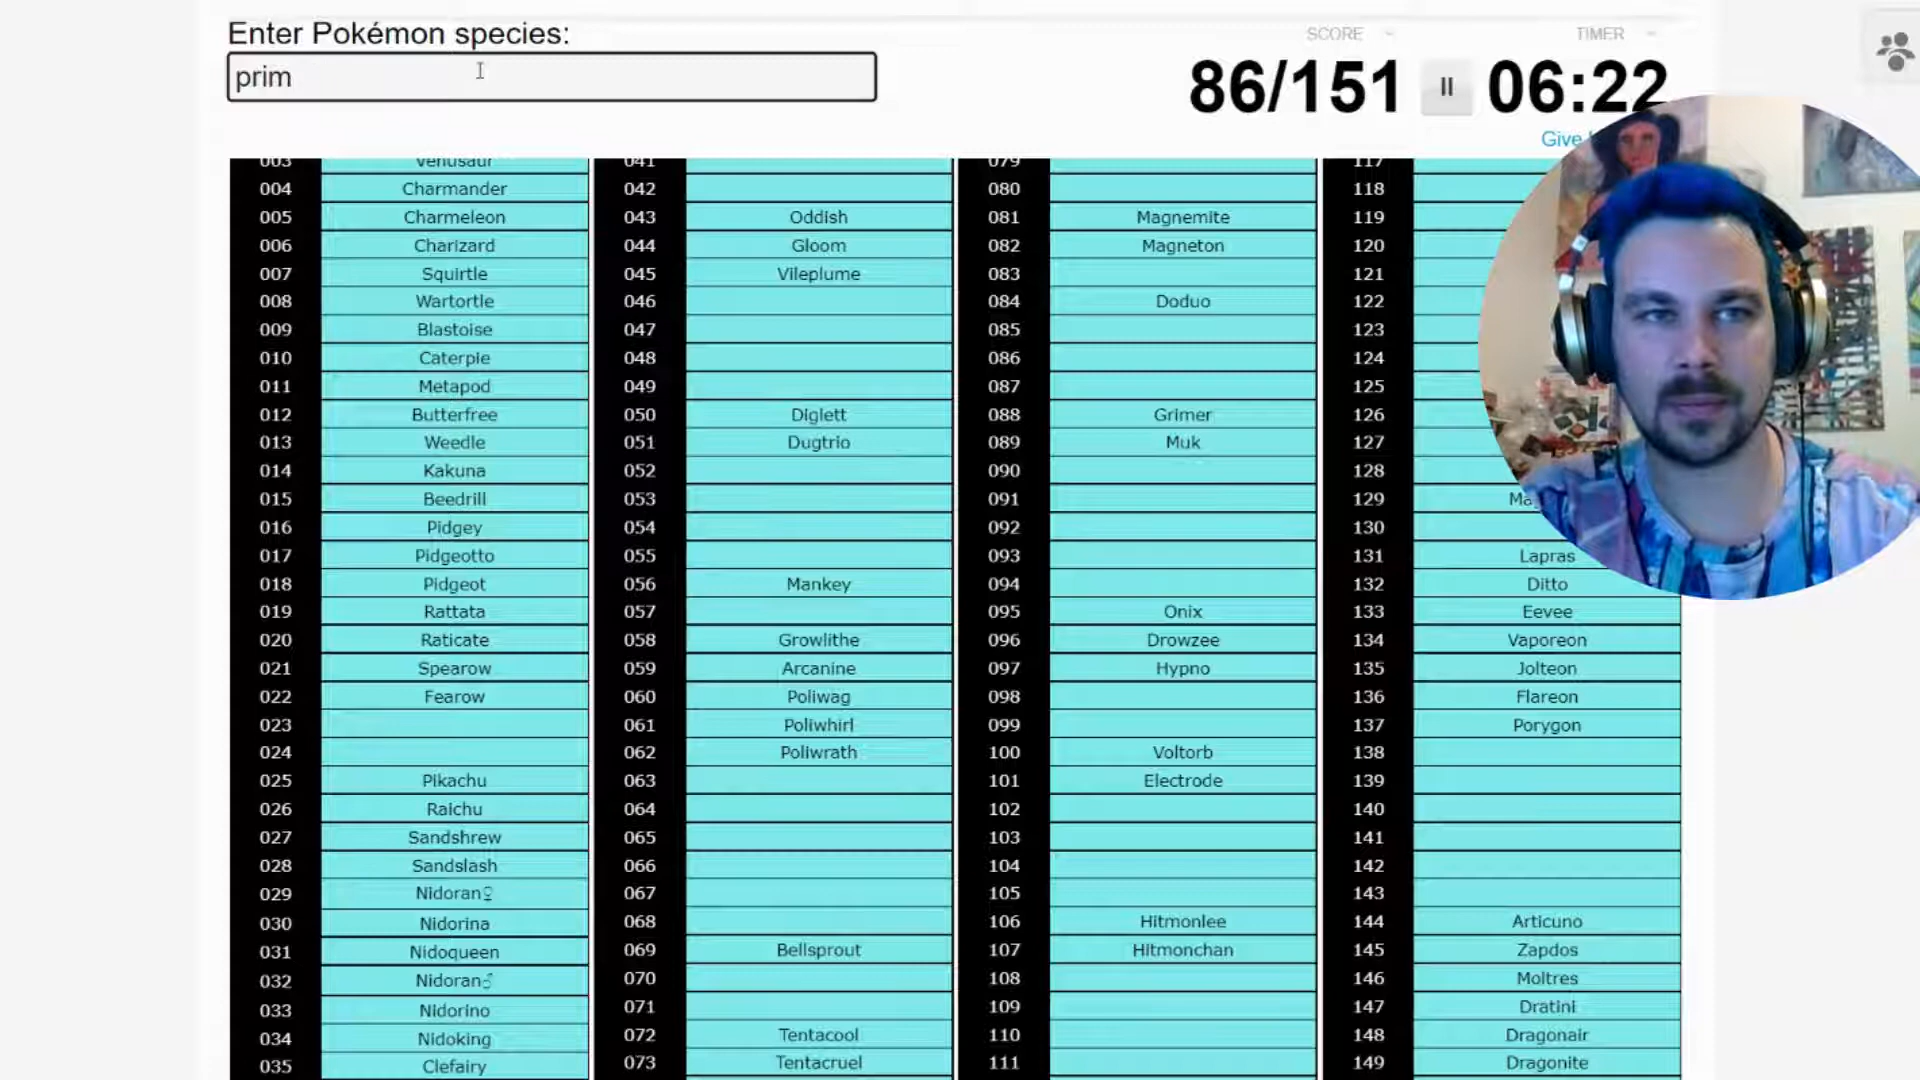 Enter Pokémon species:
prim
SCORE
TIMER
86/151
06:22
Give
003 Venusaur 041 079 117
004 Charmander 042 080 118
005 Charmeleon 043 Oddish 081 Magnemite 119
006 Charizard 044 Gloom 082 Magneton 120
007 Squirtle 045 Vileplume 083 121
008 Wartortle 046 084 Doduo 122
009 Blastoise 047 085 123
010 Caterpie 048 086 124
011 Metapod 049 087 125
012 Butterfree 050 Diglett 088 Grimer 126
013 Weedle 051 Dugtrio 089 Muk 127
014 Kakuna 052 090 128
015 Beedrill 053 091 129 Ma
016 Pidgey 054 092 130
017 Pidgeotto 055 093 131 Lapras
018 Pidgeot 056 Mankey 094 132 Ditto
019 Rattata 057 095 Onix 133 Eevee
020 Raticate 058 Growlithe 096 Drowzee 134 Vaporeon
021 Spearow 059 Arcanine 097 Hypno 135 Jolteon
022 Fearow 060 Poliwag 098 136 Flareon
023 061 Poliwhirl 099 137 Porygon
024 062 Poliwrath 100 Voltorb 138
025 Pikachu 063 101 Electrode 139
026 Raichu 064 102 140
027 Sandshrew 065 103 141
028 Sandslash 066 104 142
029 Nidoran♀ 067 105 143
030 Nidorina 068 106 Hitmonlee 144 Articuno
031 Nidoqueen 069 Bellsprout 107 Hitmonchan 145 Zapdos
032 Nidoran♂ 070 108 146 Moltres
033 Nidorino 071 109 147 Dratini
034 Nidoking 072 Tentacool 110 148 Dragonair
035 Clefairy 073 Tentacruel 111 149 Dragonite